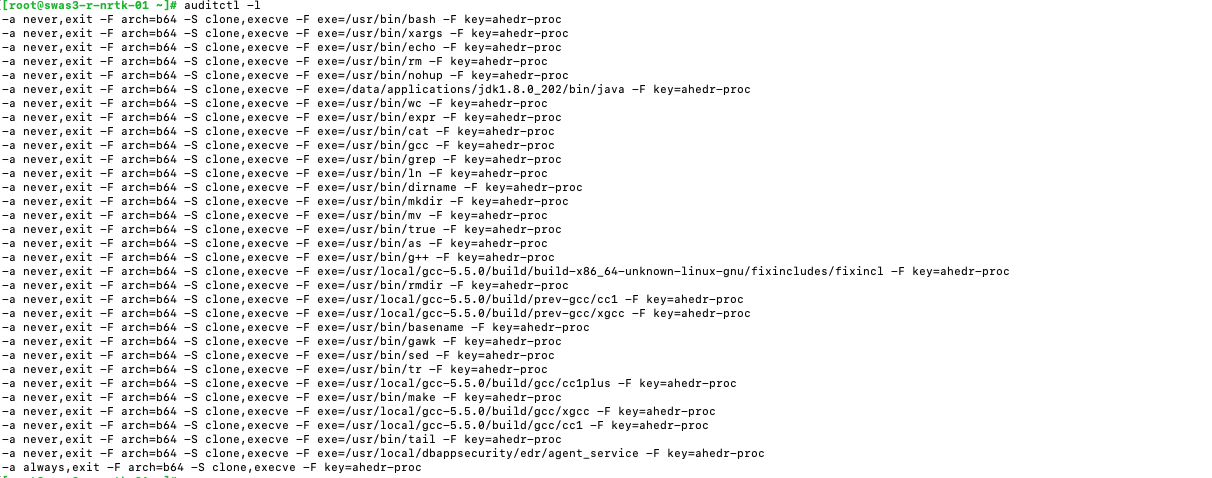 [[root@swas3-r-nrtk-01 ~]# auditctl -l
-a never,exit -F arch=b64 -S clone,execve -F exe=/usr/bin/bash -F key=ahedr-proc
-a never,exit -F arch=b64 -S clone,execve -F exe=/usr/bin/xargs -F key=ahedr-proc
-a never,exit -F arch=b64 -S clone,execve -F exe=/usr/bin/echo -F key=ahedr-proc
-a never,exit -F arch=b64 -S clone,execve -F exe=/usr/bin/rm -F key=ahedr-proc
-a never,exit -F arch=b64 -S clone,execve -F exe=/usr/bin/nohup -F key=ahedr-proc
-a never,exit -F arch=b64 -S clone,execve -F exe=/data/applications/jdk1.8.0_202/bin/java -F key=ahedr-proc
-a never,exit -F arch=b64 -S clone,execve -F exe=/usr/bin/wc -F key=ahedr-proc
-a never,exit -F arch=b64 -S clone,execve -F exe=/usr/bin/expr -F key=ahedr-proc
-a never,exit -F arch=b64 -S clone,execve -F exe=/usr/bin/cat -F key=ahedr-proc
-a never,exit -F arch=b64 -S clone,execve -F exe=/usr/bin/gcc -F key=ahedr-proc
-a never,exit -F arch=b64 -S clone,execve -F exe=/usr/bin/grep -F key=ahedr-proc
-a never,exit -F arch=b64 -S clone,execve -F exe=/usr/bin/ln -F key=ahedr-proc
-a never,exit -F arch=b64 -S clone,execve -F exe=/usr/bin/dirname -F key=ahedr-proc
-a never,exit -F arch=b64 -S clone,execve -F exe=/usr/bin/mkdir -F key=ahedr-proc
-a never,exit -F arch=b64 -S clone,execve -F exe=/usr/bin/mv -F key=ahedr-proc
-a never,exit -F arch=b64 -S clone,execve -F exe=/usr/bin/true -F key=ahedr-proc
-a never,exit -F arch=b64 -S clone,execve -F exe=/usr/bin/as -F key=ahedr-proc
-a never,exit -F arch=b64 -S clone,execve -F exe=/usr/bin/g++ -F key=ahedr-proc
-a never,exit -F arch=b64 -S clone,execve -F exe=/usr/local/gcc-5.5.0/build/build-x86_64-unknown-linux-gnu/fixincludes/fixincl -F key=ahedr-proc
-a never,exit -F arch=b64 -S clone,execve -F exe=/usr/bin/rmdir -F key=ahedr-proc
-a never,exit -F arch=b64 -S clone,execve -F exe=/usr/local/gcc-5.5.0/build/prev-gcc/cc1 -F key=ahedr-proc
-a never,exit -F arch=b64 -S clone,execve -F exe=/usr/local/gcc-5.5.0/build/prev-gcc/xgcc -F key=ahedr-proc
-a never,exit -F arch=b64 -S clone,execve -F exe=/usr/bin/basename -F key=ahedr-proc
-a never,exit -F arch=b64 -S clone,execve -F exe=/usr/bin/gawk -F key=ahedr-proc
-a never,exit -F arch=b64 -S clone,execve -F exe=/usr/bin/sed -F key=ahedr-proc
-a never,exit -F arch=b64 -S clone,execve -F exe=/usr/bin/tr -F key=ahedr-proc
-a never,exit -F arch=b64 -S clone,execve -F exe=/usr/local/gcc-5.5.0/build/gcc/cc1plus -F key=ahedr-proc
-a never,exit -F arch=b64 -S clone,execve -F exe=/usr/bin/make -F key=ahedr-proc
-a never,exit -F arch=b64 -S clone,execve -F exe=/usr/local/gcc-5.5.0/build/gcc/xgcc -F key=ahedr-proc
-a never,exit -F arch=b64 -S clone,execve -F exe=/usr/local/gcc-5.5.0/build/gcc/cc1 -F key=ahedr-proc
-a never,exit -F arch=b64 -S clone,execve -F exe=/usr/bin/tail -F key=ahedr-proc
-a never,exit -F arch=b64 -S clone,execve -F exe=/usr/local/dbappsecurity/edr/agent_service -F key=ahedr-proc
-a always,exit -F arch=b64 -S clone,execve -F key=ahedr-proc